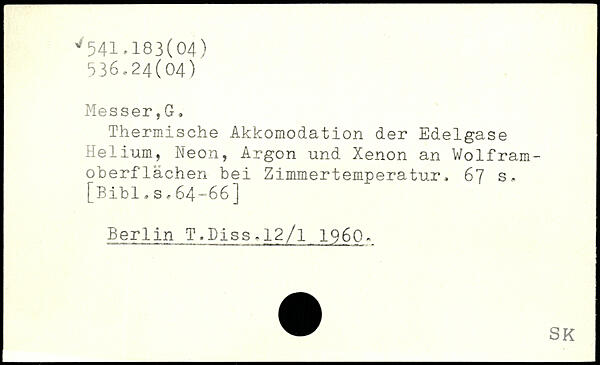 ✓541.183(04)
536.24(04)
Messer,G.
Thermische Akkomodation der Edelgase
Helium, Neon, Argon und Xenon an Wolfram-
oberflächen bei Zimmertemperatur. 67 s.
[Bibl.s.64-66]
Berlin T.Diss.12/1 1960.
SK